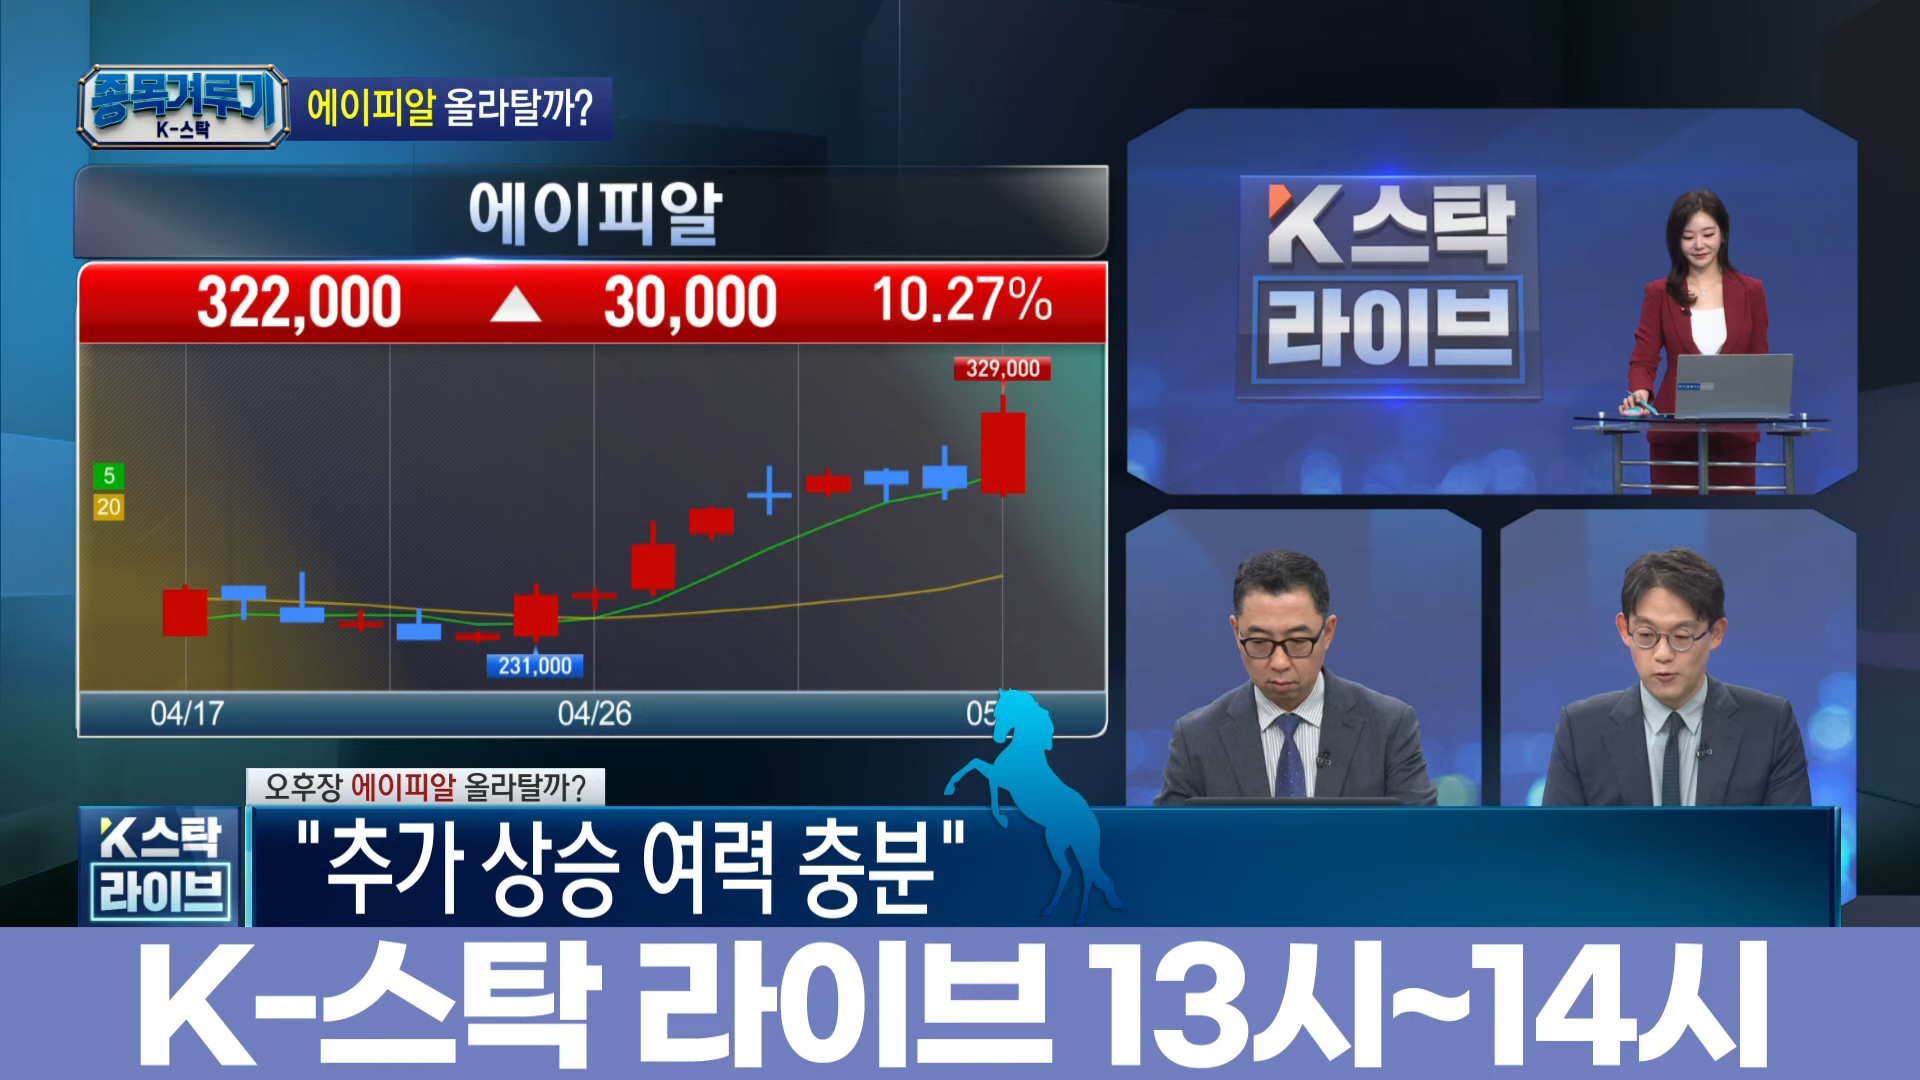 종목겨루기
K-스탁
에이피알 올라탈까?
에이피알
322,000 ▲ 30,000 10.27%
329,000
5
20
231,000
04/17 04/26 05
K스탁
라이브
오후장 에이피알 올라탈까?
K스탁
라이브
"추가 상승 여력 충분"
K-스탁 라이브 13시~14시